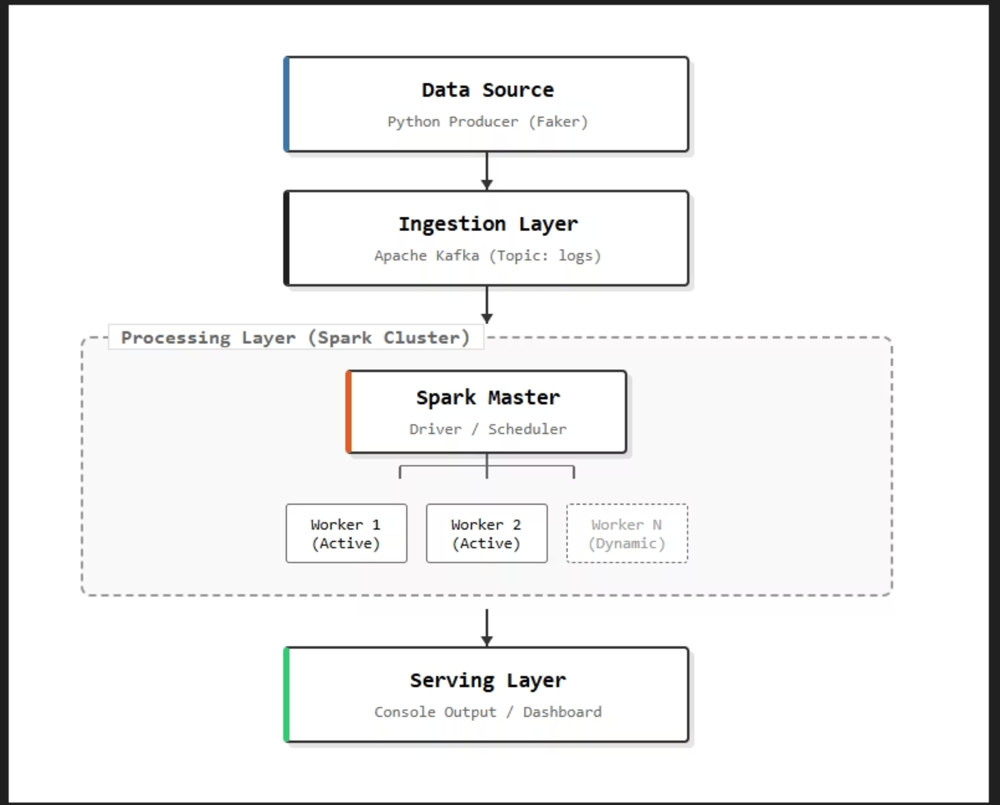 Data Source
Python Producer (Faker)
Ingestion Layer
Apache Kafka (Topic: logs)
Processing Layer (Spark Cluster)
Spark Master
Driver / Scheduler
Worker 1
(Active)
Worker 2
(Active)
Worker N
(Dynamic)
Serving Layer
Console Output / Dashboard